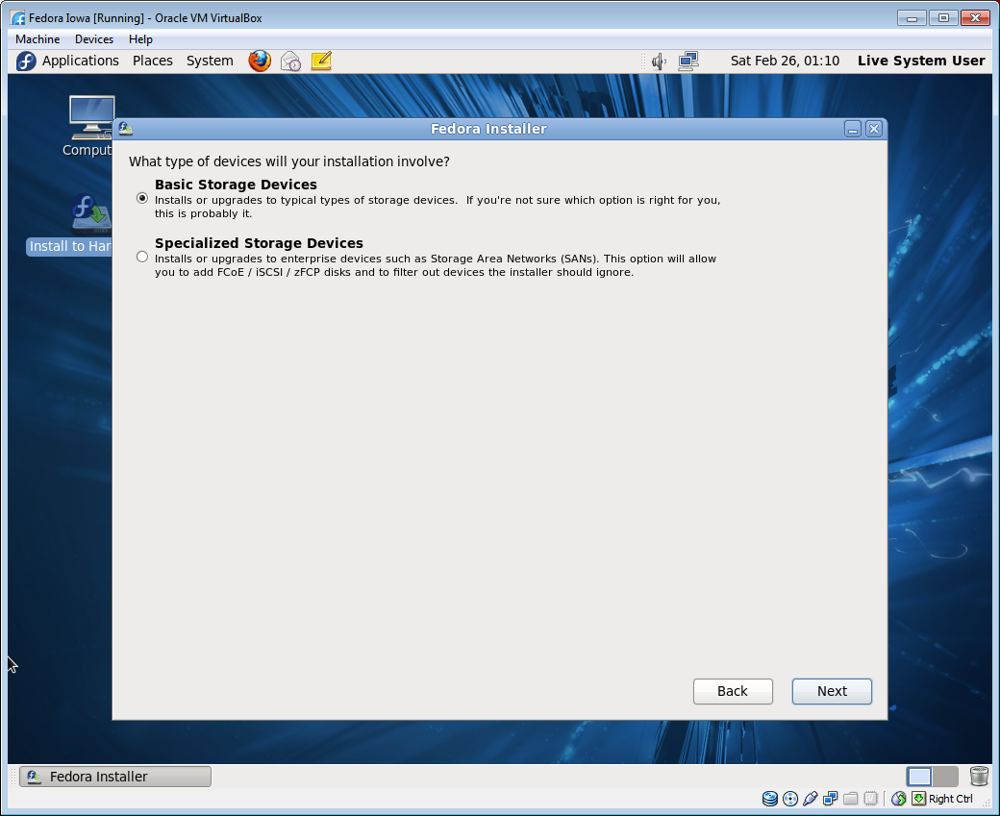 Fedora Iowa [Running] - Oracle VM VirtualBox
Machine Devices Help
Applications Places System Sat Feb 26, 01:10 Live System User
Comput
Install to Har
Fedora Installer
What type of devices will your installation involve?
Basic Storage Devices
Installs or upgrades to typical types of storage devices.  If you're not sure which option is right for you,
this is probably it.
Specialized Storage Devices
Installs or upgrades to enterprise devices such as Storage Area Networks (SANs). This option will allow
you to add FCoE / iSCSI / zFCP disks and to filter out devices the installer should ignore.
Back Next
Fedora Installer
Right Ctrl